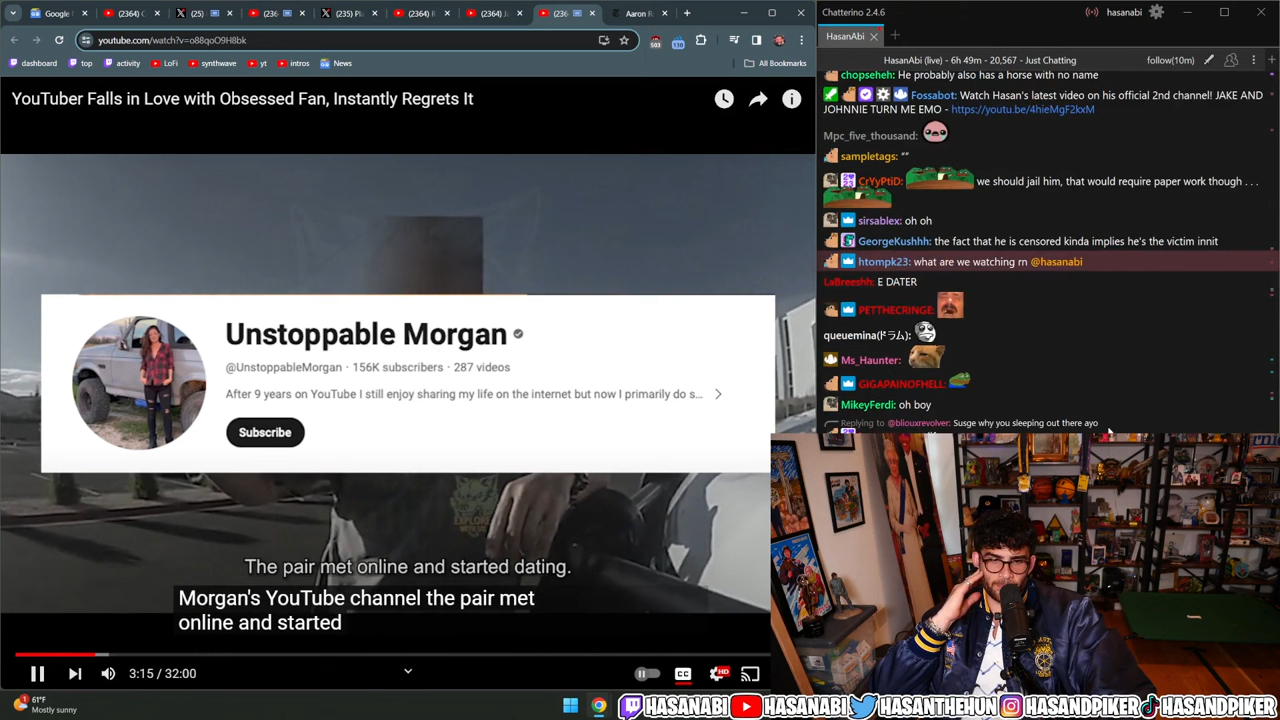 Google
(25)
(236
(235) Pl
(2364) (
(2364) J
(236
Aaron R
youtube.com/watch?v=o88qoO9H8bk
503
130
dashboard
top
activity
LoFi
synthwave
yt
intros
News
All Bookmarks
YouTuber Falls in Love with Obsessed Fan, Instantly Regrets It
Unstoppable Morgan
@UnstoppableMorgan · 156K subscribers · 287 videos
After 9 years on YouTube I still enjoy sharing my life on the internet but now I primarily do s...
Subscribe
The pair met online and started dating.
Morgan's YouTube channel the pair met
online and started
3:15 / 32:00
CC
HD
61°F
Mostly sunny
Chatterino 2.4.6
hasanabi
HasanAbi
HasanAbi (live) - 6h 49m - 20,567 - Just Chatting
follow(10m)
chopseheh: He probably also has a horse with no name
Fossabot: Watch Hasan's latest video on his official 2nd channel! JAKE AND
JOHNNIE TURN ME EMO - https://youtu.be/4hieMgF2kxM
Mpc_five_thousand:
sampletags: “”
CrYyPtiD: we should jail him, that would require paper work though . . .
sirsablex: oh oh
GeorgeKushhh: the fact that he is censored kinda implies he's the victim innit
htompk23: what are we watching rn @hasanabi
LaBreeshh: E DATER
PETTHECRINGE:
queuemina(ドラム):
Ms_Haunter:
GIGAPAINOFHELL:
MikeyFerdi: oh boy
Replying to @bliouxrevolver: Susge why you sleeping out there ayo
HASANABI
HASANABI
HASANTHEHUN
HASANDPIKER
HASANDPIKER